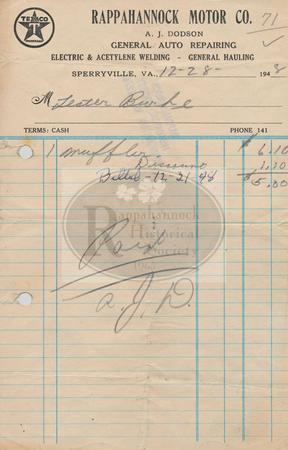 TEXACO
RAPPAHANNOCK MOTOR CO. 71
A. J. DODSON
GENERAL AUTO REPAIRING
ELECTRIC & ACETYLENE WELDING - GENERAL HAULING
SPERRYVILLE, VA., 12-28- 1948
M Lester Burke
TERMS: CASH PHONE 141
1 muffler $ 6.10
Discount 1.10
Billed -12-21-48 $5.00
Rappahannock
Historical
Society
Paid
A. J. D.